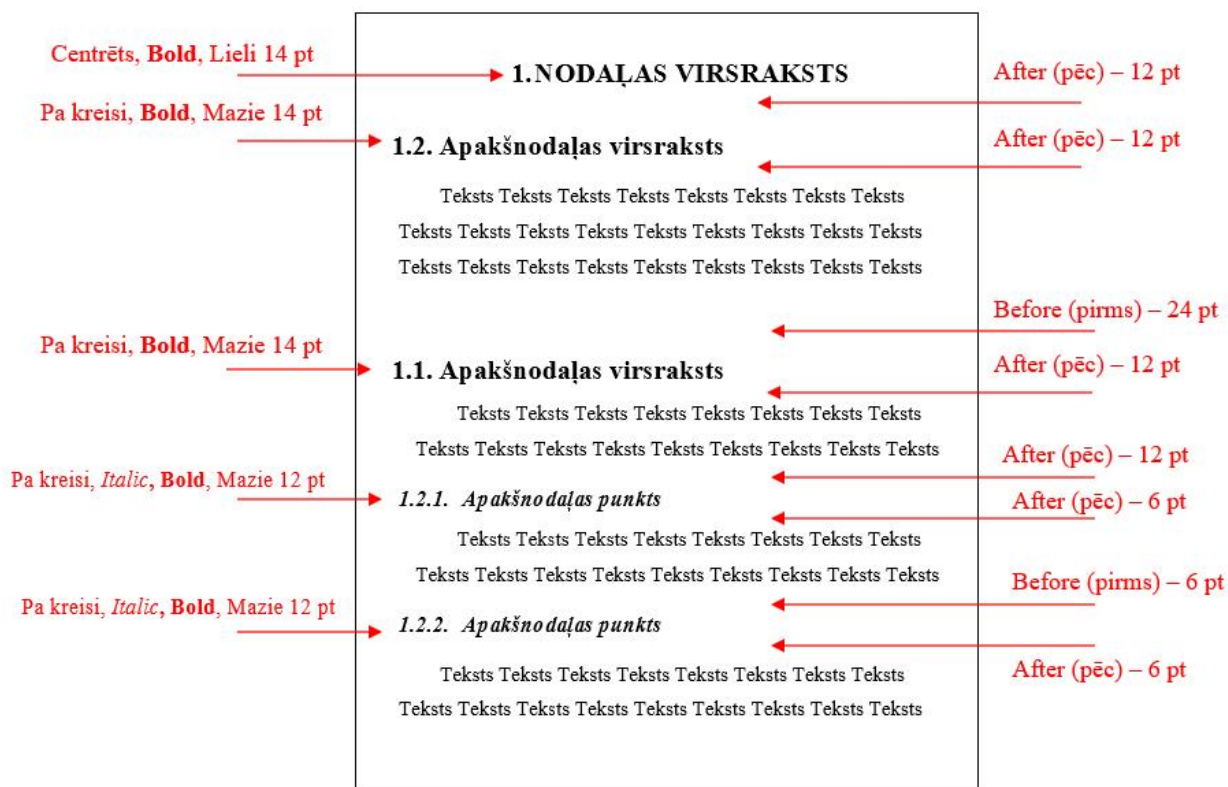 Centrēts, Bold, Lieli 14 pt
1.NODAĻAS VIRSRAKSTS
After (pēc) – 12 pt
Pa kreisi, Bold, Mazie 14 pt
1.2. Apakšnodaļas virsraksts
After (pēc) – 12 pt
Teksts Teksts Teksts Teksts Teksts Teksts Teksts Teksts
Teksts Teksts Teksts Teksts Teksts Teksts Teksts Teksts Teksts
Teksts Teksts Teksts Teksts Teksts Teksts Teksts Teksts Teksts
Before (pirms) – 24 pt
Pa kreisi, Bold, Mazie 14 pt
1.1. Apakšnodaļas virsraksts
After (pēc) – 12 pt
Teksts Teksts Teksts Teksts Teksts Teksts Teksts Teksts
Teksts Teksts Teksts Teksts Teksts Teksts Teksts Teksts Teksts
After (pēc) – 12 pt
Pa kreisi, Italic, Bold, Mazie 12 pt
1.2.1. Apakšnodaļas punkts
After (pēc) – 6 pt
Teksts Teksts Teksts Teksts Teksts Teksts Teksts Teksts
Teksts Teksts Teksts Teksts Teksts Teksts Teksts Teksts Teksts
Before (pirms) – 6 pt
Pa kreisi, Italic, Bold, Mazie 12 pt
1.2.2. Apakšnodaļas punkts
After (pēc) – 6 pt
Teksts Teksts Teksts Teksts Teksts Teksts Teksts Teksts
Teksts Teksts Teksts Teksts Teksts Teksts Teksts Teksts Teksts